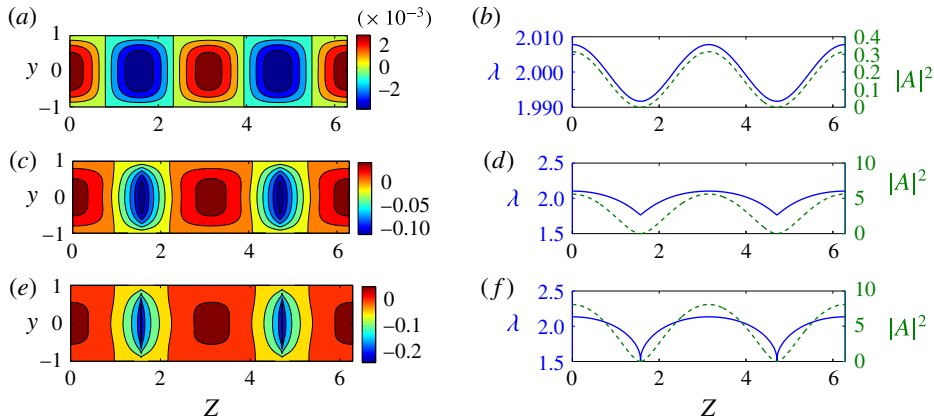 (a) (× 10⁻³) (b)
1 2 2.010 0.4
y 0 0 λ 2.000 0.3 0.2 |A|²
−1 −2 1.990 0.1 0
0 2 4 6 0 2 4 6
(c) (d)
1 0 2.5 10
y 0 −0.05 λ 2.0 5 |A|²
−1 −0.10 1.5 0
0 2 4 6 0 2 4 6
(e) (f)
1 0 2.5 10
y 0 −0.1 λ 2.0 5 |A|²
−1 −0.2 1.5 0
0 2 4 6 0 2 4 6
Z Z